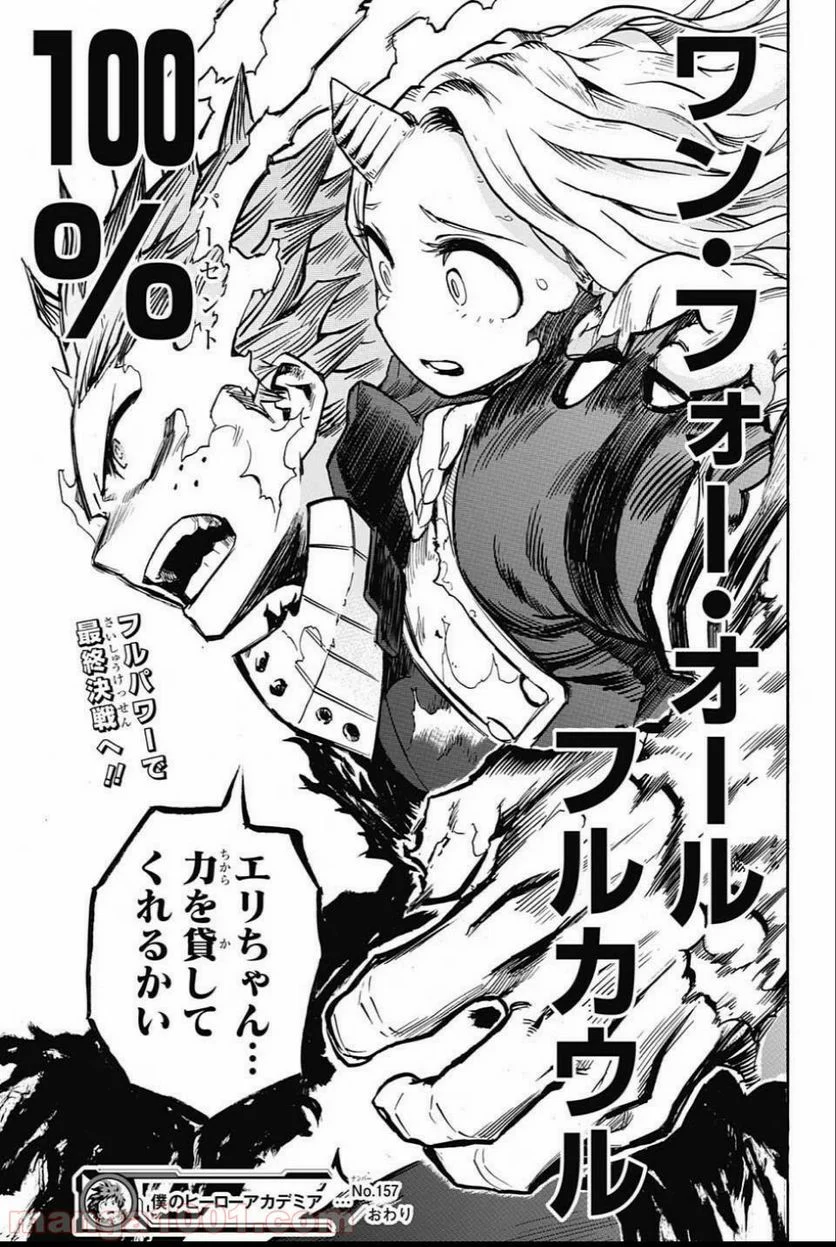 ワン・フォー・オール
フルカウル
100%
パーセント
フルパワーで
最終決戦へ!!
さいしゅうけっせん
エリちゃん…
力を貸して
ちから
か
くれるかい
僕のヒーローアカデミア…
ナンバー
No.157
/おわり
manga1001.com